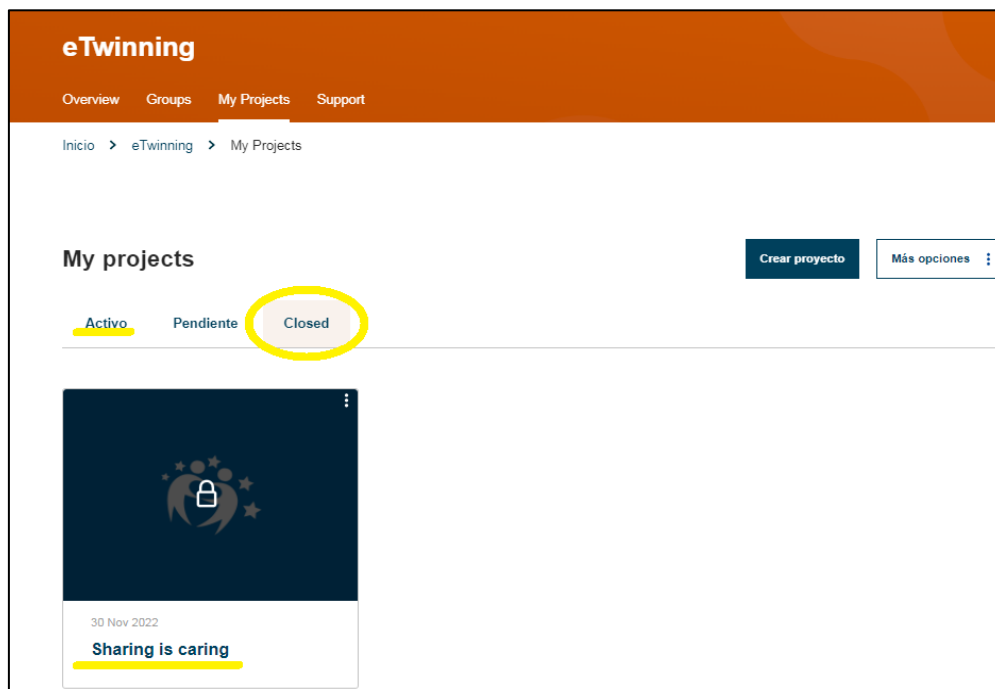 eTwinning
Overview Groups My Projects Support
Inicio > eTwinning > My Projects
My projects
Crear proyecto Más opciones
Activo Pendiente Closed
30 Nov 2022
Sharing is caring